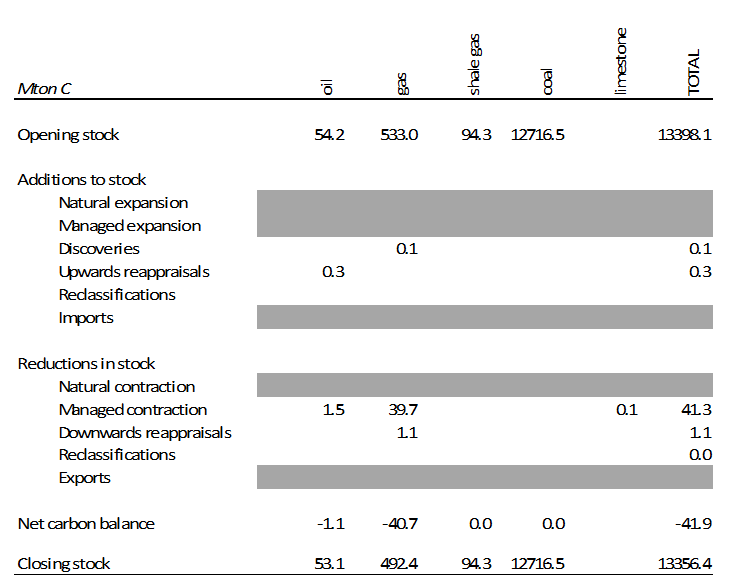 Mton C oil gas shale gas coal limestone TOTAL
Opening stock 54.2 533.0 94.3 12716.5 13398.1
Additions to stock
Natural expansion
Managed expansion
Discoveries 0.1 0.1
Upwards reappraisals 0.3 0.3
Reclassifications
Imports
Reductions in stock
Natural contraction
Managed contraction 1.5 39.7 0.1 41.3
Downwards reappraisals 1.1 1.1
Reclassifications 0.0
Exports
Net carbon balance -1.1 -40.7 0.0 0.0 -41.9
Closing stock 53.1 492.4 94.3 12716.5 13356.4